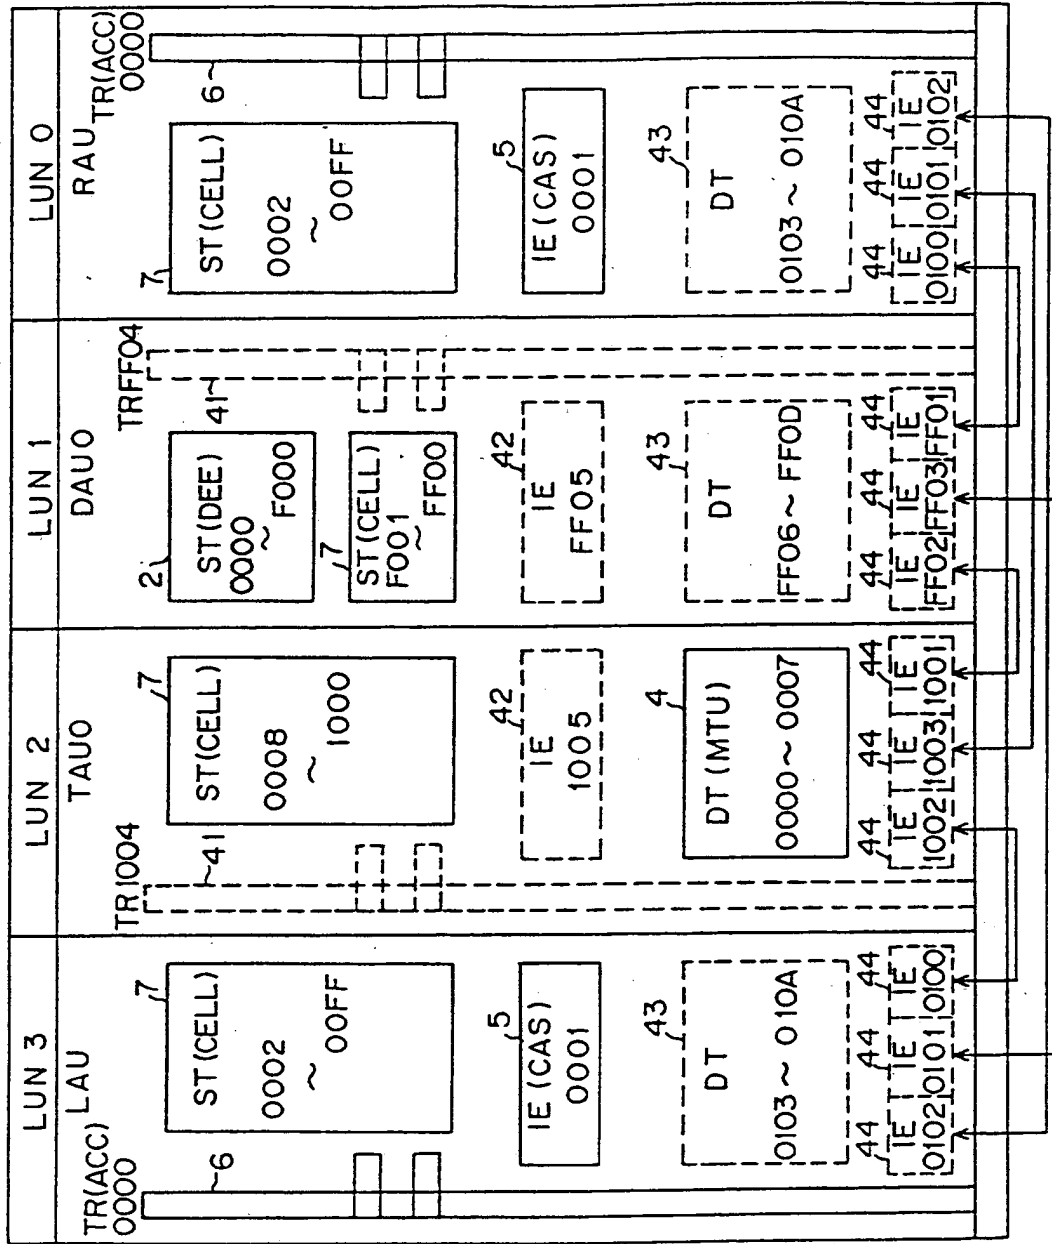 LUN 3
LAU
TR(ACC)
0000
6
7
ST(CELL)
0002
~
00FF
5
IE(CAS)
0001
43
DT
0103~010A
44
44
44
IE
IE
IE
0102
0101
0100
LUN 2
TAU0
TR1004
41
7
ST(CELL)
0008
~
1000
42
IE
1005
4
DT(MTU)
0000~0007
44
44
44
IE
IE
IE
1002
1003
1001
LUN 1
DAU0
TRFF04
41
2
ST(DEE)
0000
~
F000
7
ST(CELL)
F001
~
FF00
42
IE
FF05
43
DT
FF06~FF0D
44
44
44
IE
IE
IE
FF02
FF03
FF01
LUN 0
RAU
TR(ACC)
0000
6
7
ST(CELL)
0002
~
00FF
5
IE(CAS)
0001
43
DT
0103~010A
44
44
44
IE
IE
IE
0100
0101
0102